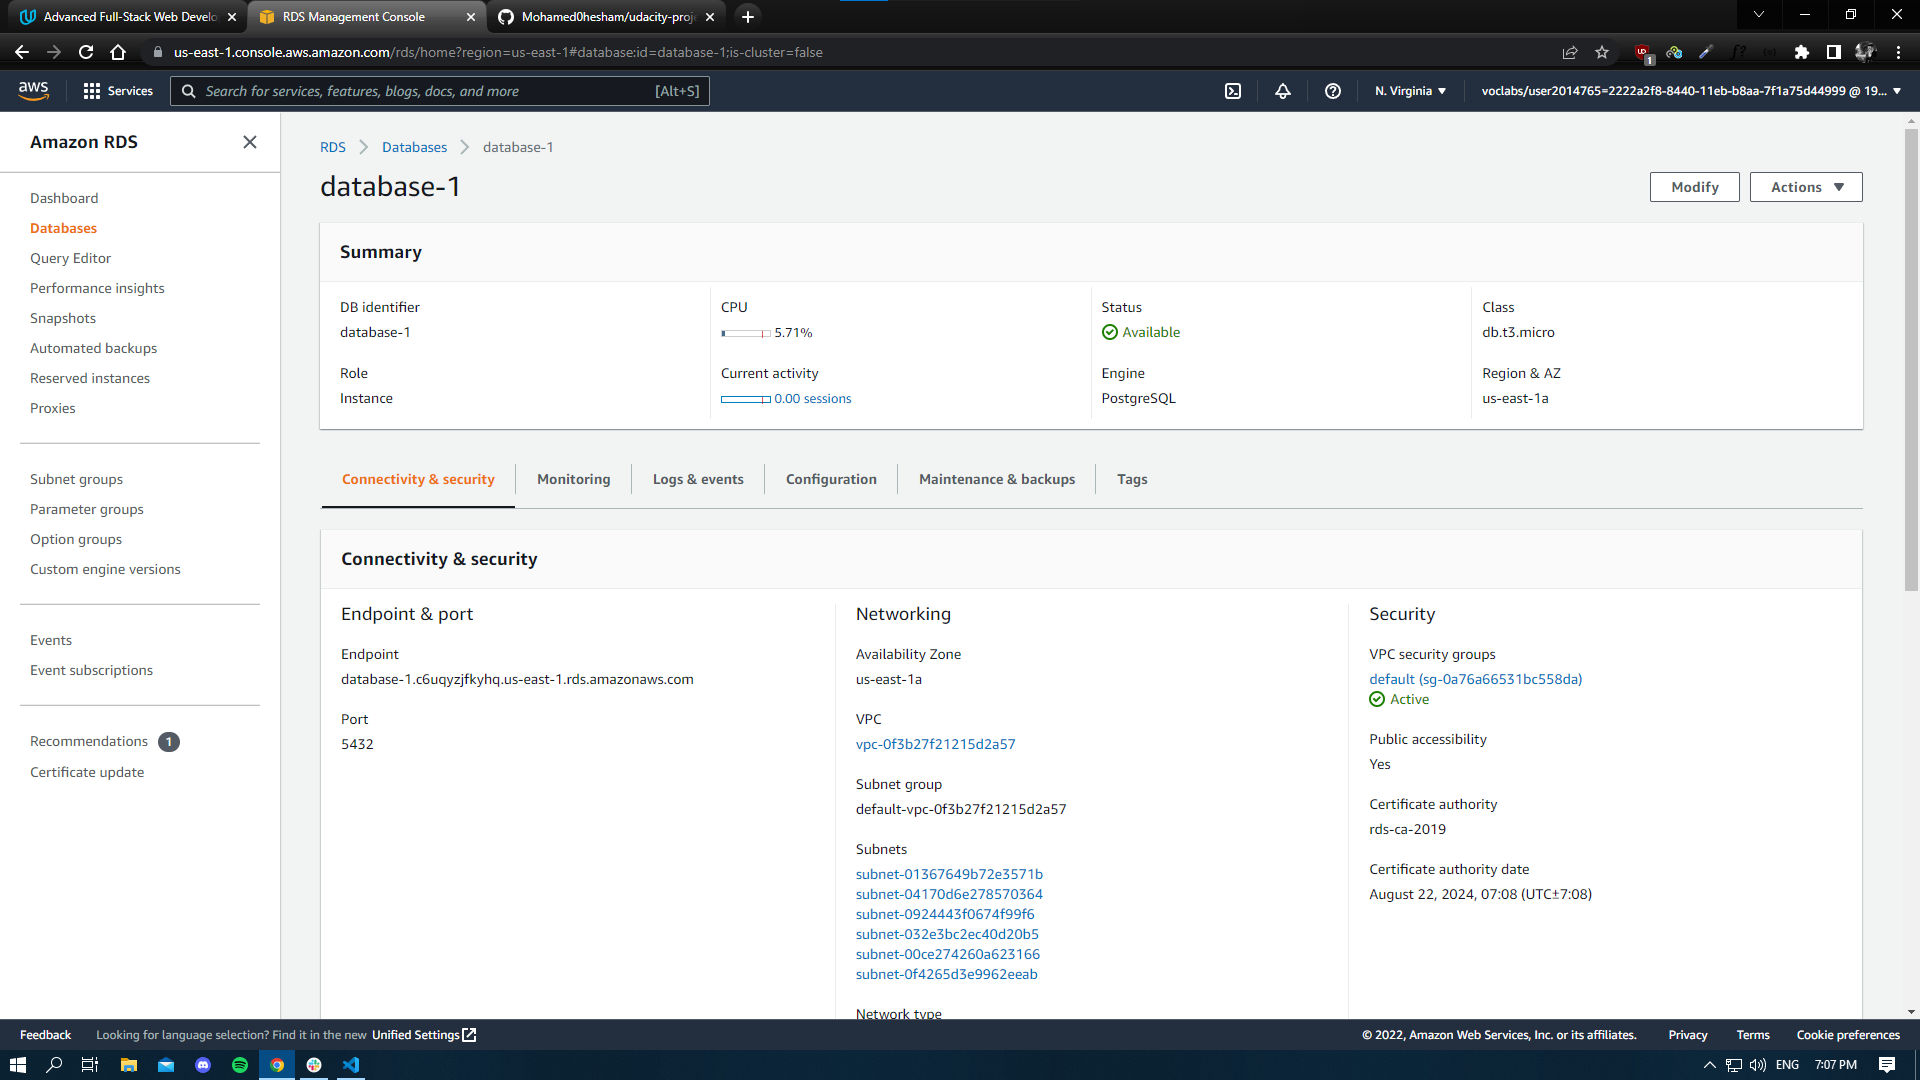 Advanced Full-Stack Web Develo
RDS Management Console
Mohamed0hesham/udacity-proje
us-east-1.console.aws.amazon.com/rds/home?region=us-east-1#database:id=database-1;is-cluster=false
1
aws
Services
Search for services, features, blogs, docs, and more
[Alt+S]
N. Virginia
voclabs/user2014765=2222a2f8-8440-11eb-b8aa-7f1a75d44999 @ 19...
Amazon RDS
Dashboard
Databases
Query Editor
Performance insights
Snapshots
Automated backups
Reserved instances
Proxies
Subnet groups
Parameter groups
Option groups
Custom engine versions
Events
Event subscriptions
Recommendations 1
Certificate update
RDS
Databases
database-1
database-1
Modify
Actions
Summary
DB identifier
database-1
CPU
5.71%
Status
Available
Class
db.t3.micro
Role
Instance
Current activity
0.00 sessions
Engine
PostgreSQL
Region & AZ
us-east-1a
Connectivity & security
Monitoring
Logs & events
Configuration
Maintenance & backups
Tags
Connectivity & security
Endpoint & port
Endpoint
database-1.c6uqyzjfkyhq.us-east-1.rds.amazonaws.com
Port
5432
Networking
Availability Zone
us-east-1a
VPC
vpc-0f3b27f21215d2a57
Subnet group
default-vpc-0f3b27f21215d2a57
Subnets
subnet-01367649b72e3571b
subnet-04170d6e278570364
subnet-0924443f0674f99f6
subnet-032e3bc2ec40d20b5
subnet-00ce274260a623166
subnet-0f4265d3e9962eeab
Network type
Security
VPC security groups
default (sg-0a76a66531bc558da)
Active
Public accessibility
Yes
Certificate authority
rds-ca-2019
Certificate authority date
August 22, 2024, 07:08 (UTC±7:08)
Feedback
Looking for language selection? Find it in the new Unified Settings
© 2022, Amazon Web Services, Inc. or its affiliates.
Privacy
Terms
Cookie preferences
ENG
7:07 PM